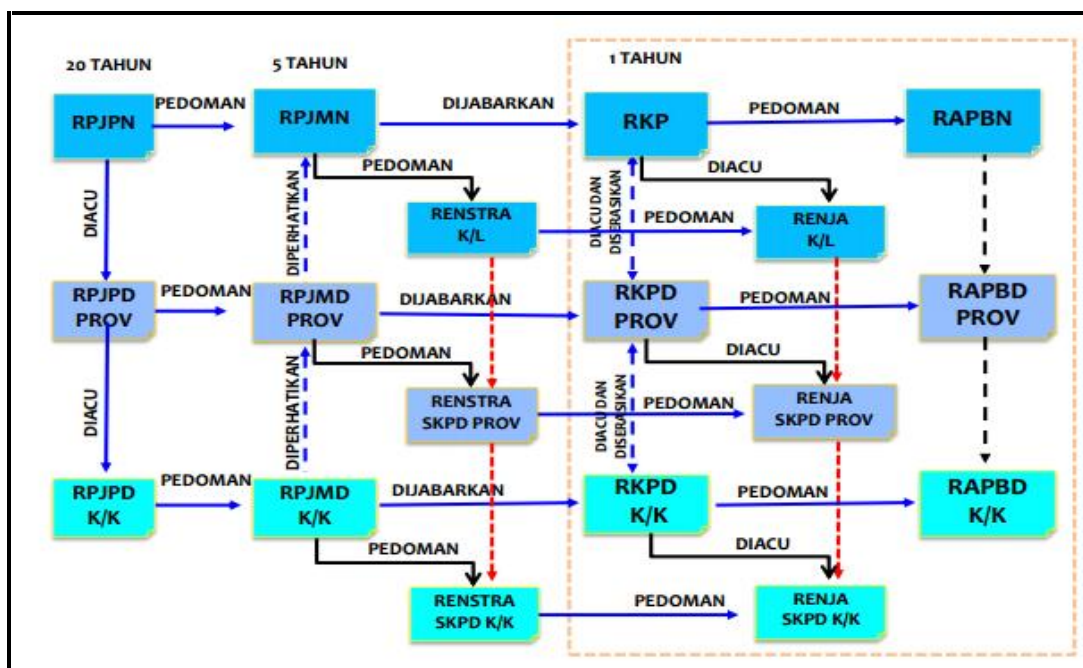 20 TAHUN
5 TAHUN
1 TAHUN
RPJPN
PEDOMAN
RPJMN
DIJABARKAN
RKP
PEDOMAN
RAPBN
DIACU
DIPERHATIKAN
PEDOMAN
RENSTRA
K/L
PEDOMAN
DIACU DAN
DISERASIKAN
DIACU
RENJA
K/L
RPJPD
PROV
PEDOMAN
RPJMD
PROV
DIJABARKAN
RKPD
PROV
PEDOMAN
RAPBD
PROV
DIACU
DIPERHATIKAN
PEDOMAN
RENSTRA
SKPD PROV
PEDOMAN
DIACU DAN
DISERASIKAN
DIACU
RENJA
SKPD PROV
RPJPD
K/K
PEDOMAN
RPJMD
K/K
DIJABARKAN
RKPD
K/K
PEDOMAN
RAPBD
K/K
PEDOMAN
RENSTRA
SKPD K/K
PEDOMAN
DIACU
RENJA
SKPD K/K